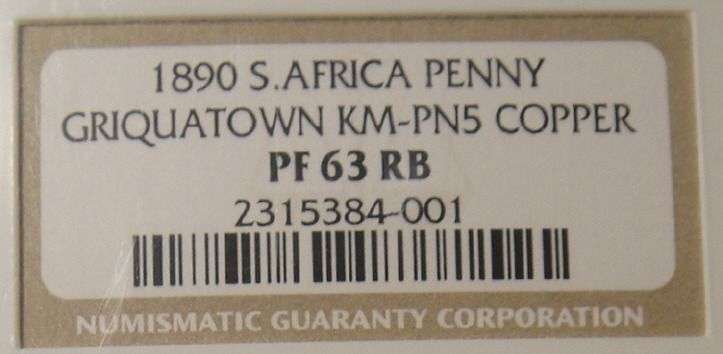 1890 S.AFRICA PENNY
GRIQUATOWN KM-PN5 COPPER
PF 63 RB
2315384-001
NUMISMATIC GUARANTY CORPORATION